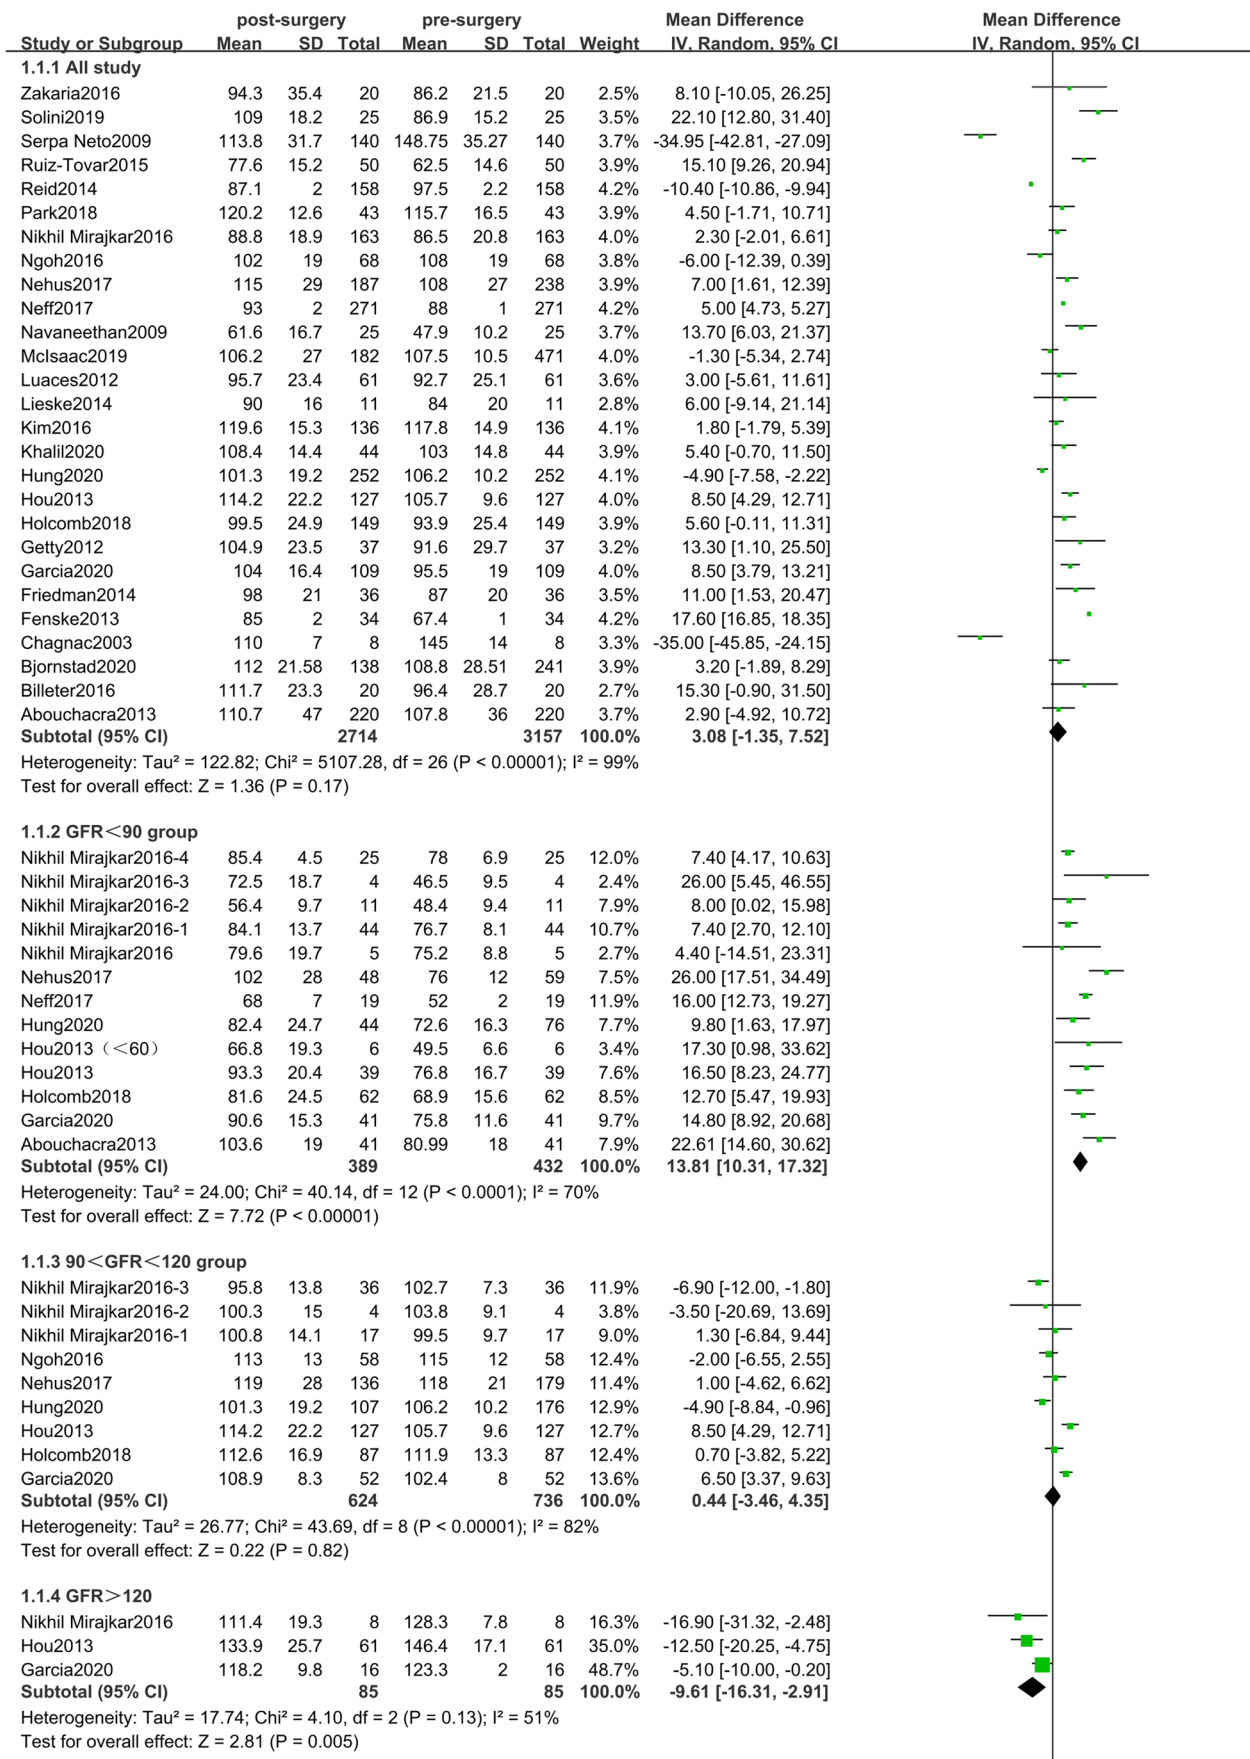 post-surgery pre-surgery Mean Difference Mean Difference
Study or Subgroup Mean SD Total Mean SD Total Weight IV, Random, 95% CI IV, Random, 95% CI
1.1.1 All study
Zakaria2016 94.3 35.4 20 86.2 21.5 20 2.5% 8.10 [-10.05, 26.25]
Solini2019 109 18.2 25 86.9 15.2 25 3.5% 22.10 [12.80, 31.40]
Serpa Neto2009 113.8 31.7 140 148.75 35.27 140 3.7% -34.95 [-42.81, -27.09]
Ruiz-Tovar2015 77.6 15.2 50 62.5 14.6 50 3.9% 15.10 [9.26, 20.94]
Reid2014 87.1 2 158 97.5 2.2 158 4.2% -10.40 [-10.86, -9.94]
Park2018 120.2 12.6 43 115.7 16.5 43 3.9% 4.50 [-1.71, 10.71]
Nikhil Mirajkar2016 88.8 18.9 163 86.5 20.8 163 4.0% 2.30 [-2.01, 6.61]
Ngoh2016 102 19 68 108 19 68 3.8% -6.00 [-12.39, 0.39]
Nehus2017 115 29 187 108 27 238 3.9% 7.00 [1.61, 12.39]
Neff2017 93 2 271 88 1 271 4.2% 5.00 [4.73, 5.27]
Navaneethan2009 61.6 16.7 25 47.9 10.2 25 3.7% 13.70 [6.03, 21.37]
McIsaac2019 106.2 27 182 107.5 10.5 471 4.0% -1.30 [-5.34, 2.74]
Luaces2012 95.7 23.4 61 92.7 25.1 61 3.6% 3.00 [-5.61, 11.61]
Lieske2014 90 16 11 84 20 11 2.8% 6.00 [-9.14, 21.14]
Kim2016 119.6 15.3 136 117.8 14.9 136 4.1% 1.80 [-1.79, 5.39]
Khalil2020 108.4 14.4 44 103 14.8 44 3.9% 5.40 [-0.70, 11.50]
Hung2020 101.3 19.2 252 106.2 10.2 252 4.1% -4.90 [-7.58, -2.22]
Hou2013 114.2 22.2 127 105.7 9.6 127 4.0% 8.50 [4.29, 12.71]
Holcomb2018 99.5 24.9 149 93.9 25.4 149 3.9% 5.60 [-0.11, 11.31]
Getty2012 104.9 23.5 37 91.6 29.7 37 3.2% 13.30 [1.10, 25.50]
Garcia2020 104 16.4 109 95.5 19 109 4.0% 8.50 [3.79, 13.21]
Friedman2014 98 21 36 87 20 36 3.5% 11.00 [1.53, 20.47]
Fenske2013 85 2 34 67.4 1 34 4.2% 17.60 [16.85, 18.35]
Chagnac2003 110 7 8 145 14 8 3.3% -35.00 [-45.85, -24.15]
Bjornstad2020 112 21.58 138 108.8 28.51 241 3.9% 3.20 [-1.89, 8.29]
Billeter2016 111.7 23.3 20 96.4 28.7 20 2.7% 15.30 [-0.90, 31.50]
Abouchacra2013 110.7 47 220 107.8 36 220 3.7% 2.90 [-4.92, 10.72]
Subtotal (95% CI) 2714 3157 100.0% 3.08 [-1.35, 7.52]
Heterogeneity: Tau² = 122.82; Chi² = 5107.28, df = 26 (P < 0.00001); I² = 99%
Test for overall effect: Z = 1.36 (P = 0.17)
1.1.2 GFR＜90 group
Nikhil Mirajkar2016-4 85.4 4.5 25 78 6.9 25 12.0% 7.40 [4.17, 10.63]
Nikhil Mirajkar2016-3 72.5 18.7 4 46.5 9.5 4 2.4% 26.00 [5.45, 46.55]
Nikhil Mirajkar2016-2 56.4 9.7 11 48.4 9.4 11 7.9% 8.00 [0.02, 15.98]
Nikhil Mirajkar2016-1 84.1 13.7 44 76.7 8.1 44 10.7% 7.40 [2.70, 12.10]
Nikhil Mirajkar2016 79.6 19.7 5 75.2 8.8 5 2.7% 4.40 [-14.51, 23.31]
Nehus2017 102 28 48 76 12 59 7.5% 26.00 [17.51, 34.49]
Neff2017 68 7 19 52 2 19 11.9% 16.00 [12.73, 19.27]
Hung2020 82.4 24.7 44 72.6 16.3 76 7.7% 9.80 [1.63, 17.97]
Hou2013（<60） 66.8 19.3 6 49.5 6.6 6 3.4% 17.30 [0.98, 33.62]
Hou2013 93.3 20.4 39 76.8 16.7 39 7.6% 16.50 [8.23, 24.77]
Holcomb2018 81.6 24.5 62 68.9 15.6 62 8.5% 12.70 [5.47, 19.93]
Garcia2020 90.6 15.3 41 75.8 11.6 41 9.7% 14.80 [8.92, 20.68]
Abouchacra2013 103.6 19 41 80.99 18 41 7.9% 22.61 [14.60, 30.62]
Subtotal (95% CI) 389 432 100.0% 13.81 [10.31, 17.32]
Heterogeneity: Tau² = 24.00; Chi² = 40.14, df = 12 (P < 0.0001); I² = 70%
Test for overall effect: Z = 7.72 (P < 0.00001)
1.1.3 90＜GFR＜120 group
Nikhil Mirajkar2016-3 95.8 13.8 36 102.7 7.3 36 11.9% -6.90 [-12.00, -1.80]
Nikhil Mirajkar2016-2 100.3 15 4 103.8 9.1 4 3.8% -3.50 [-20.69, 13.69]
Nikhil Mirajkar2016-1 100.8 14.1 17 99.5 9.7 17 9.0% 1.30 [-6.84, 9.44]
Ngoh2016 113 13 58 115 12 58 12.4% -2.00 [-6.55, 2.55]
Nehus2017 119 28 136 118 21 179 11.4% 1.00 [-4.62, 6.62]
Hung2020 101.3 19.2 107 106.2 10.2 176 12.9% -4.90 [-8.84, -0.96]
Hou2013 114.2 22.2 127 105.7 9.6 127 12.7% 8.50 [4.29, 12.71]
Holcomb2018 112.6 16.9 87 111.9 13.3 87 12.4% 0.70 [-3.82, 5.22]
Garcia2020 108.9 8.3 52 102.4 8 52 13.6% 6.50 [3.37, 9.63]
Subtotal (95% CI) 624 736 100.0% 0.44 [-3.46, 4.35]
Heterogeneity: Tau² = 26.77; Chi² = 43.69, df = 8 (P < 0.00001); I² = 82%
Test for overall effect: Z = 0.22 (P = 0.82)
1.1.4 GFR＞120
Nikhil Mirajkar2016 111.4 19.3 8 128.3 7.8 8 16.3% -16.90 [-31.32, -2.48]
Hou2013 133.9 25.7 61 146.4 17.1 61 35.0% -12.50 [-20.25, -4.75]
Garcia2020 118.2 9.8 16 123.3 2 16 48.7% -5.10 [-10.00, -0.20]
Subtotal (95% CI) 85 85 100.0% -9.61 [-16.31, -2.91]
Heterogeneity: Tau² = 17.74; Chi² = 4.10, df = 2 (P = 0.13); I² = 51%
Test for overall effect: Z = 2.81 (P = 0.005)